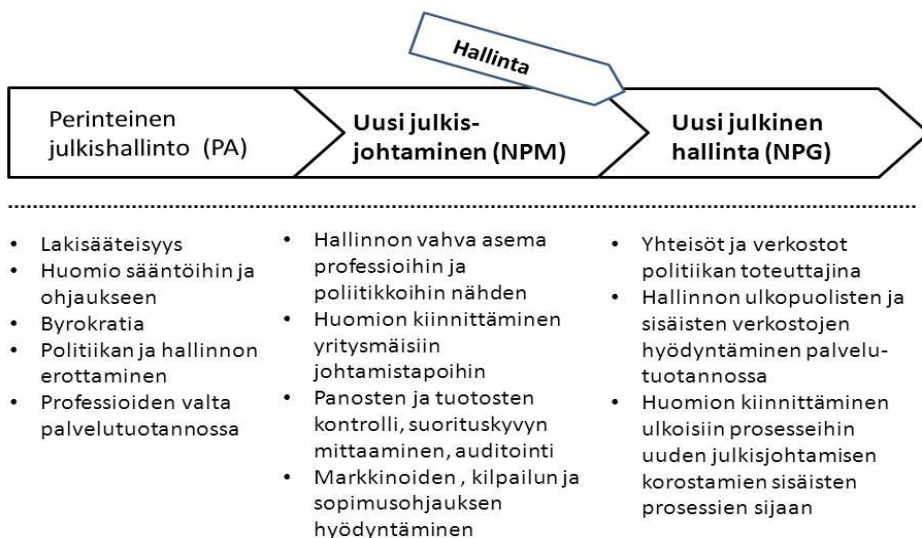 Hallinta
Perinteinen
julkishallinto (PA)
Uusi julkis-
johtaminen (NPM)
Uusi julkinen
hallinta (NPG)
• Lakisääteisyys
• Huomio sääntöihin ja
ohjaukseen
• Byrokratia
• Politiikan ja hallinnon
erottaminen
• Professioiden valta
palvelutuotannossa
• Hallinnon vahva asema
professioihin ja
poliitikkoihin nähden
• Huomion kiinnittäminen
yritysmäisiin
johtamistapoihin
• Panosten ja tuotosten
kontrolli, suorituskyvyn
mittaaminen, auditointi
• Markkinoiden , kilpailun ja
sopimusohjauksen
hyödyntäminen
• Yhteisöt ja verkostot
politiikan toteuttajina
• Hallinnon ulkopuolisten ja
sisäisten verkostojen
hyödyntäminen palvelu-
tuotannossa
• Huomion kiinnittäminen
ulkoisiin prosesseihin
uuden julkisjohtamisen
korostamien sisäisten
prosessien sijaan